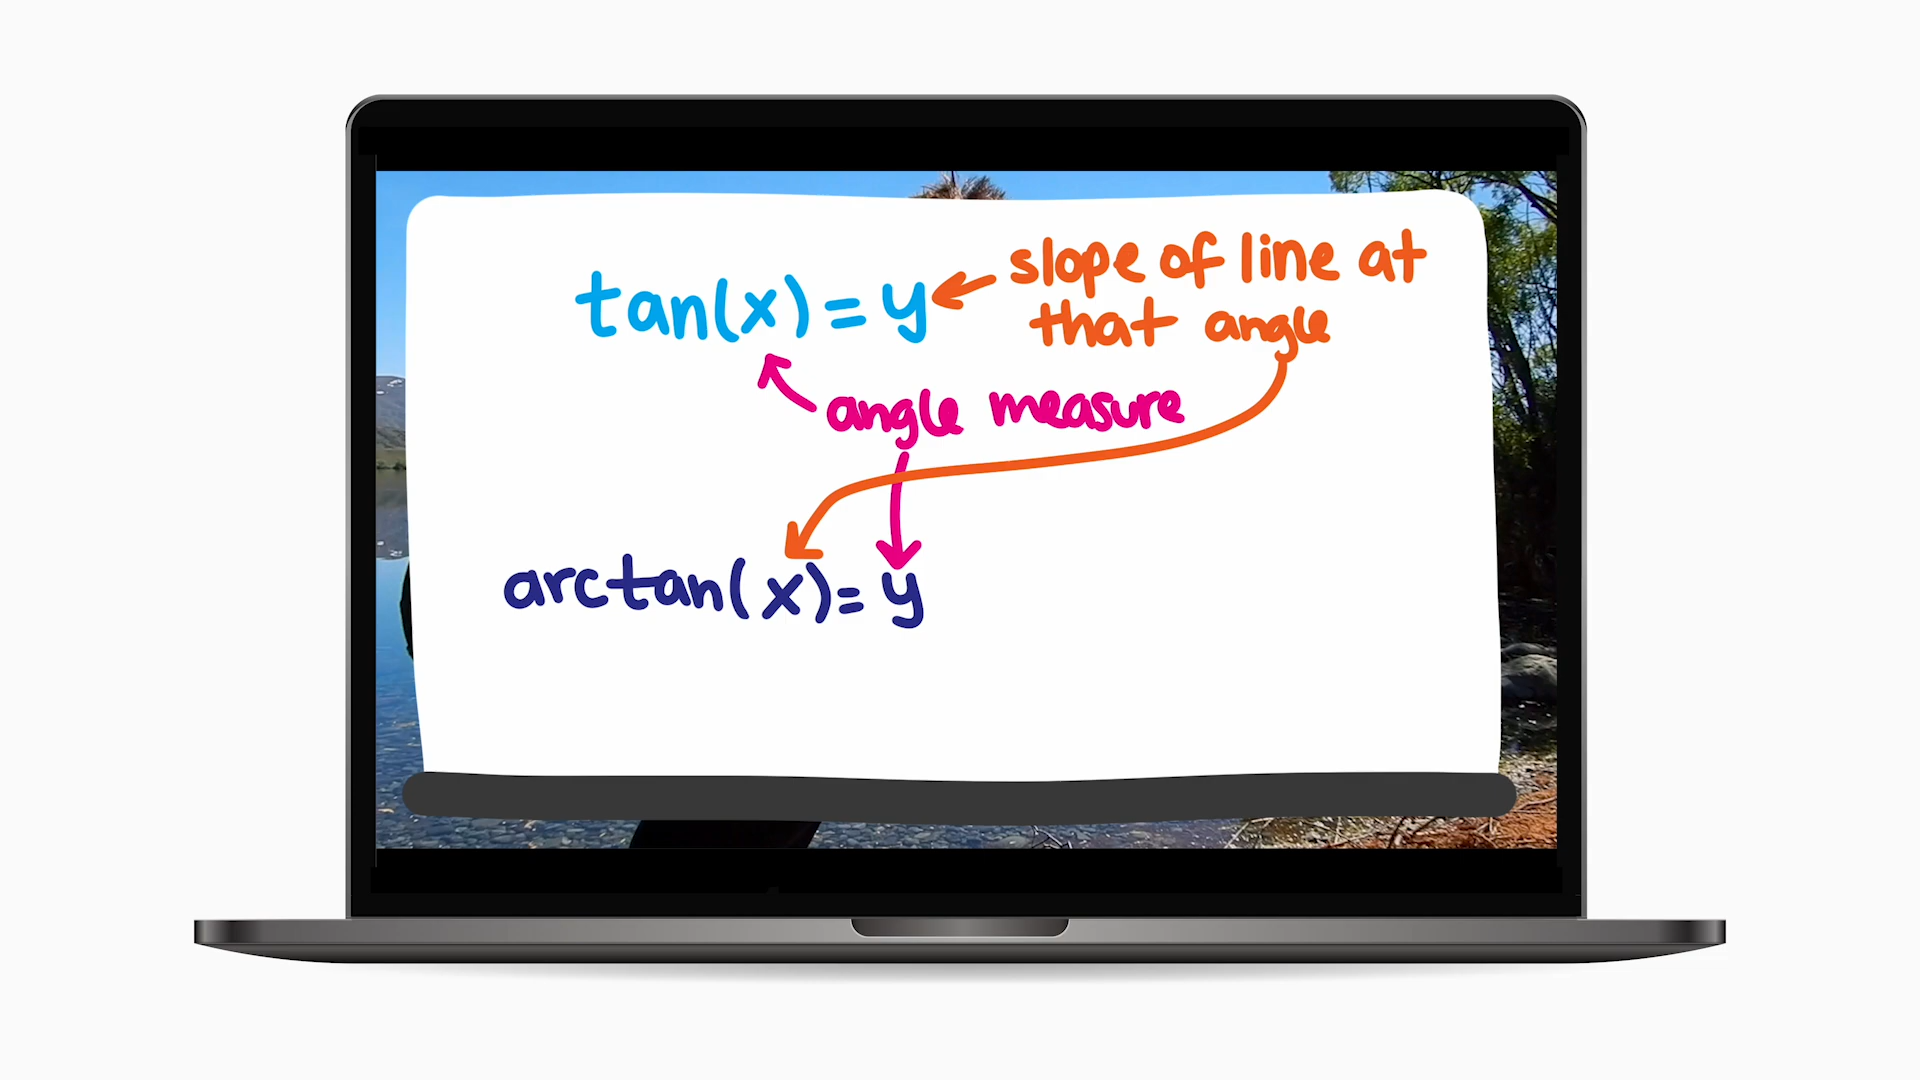 tan(x) = y
slope of line at
that angle
angle measure
arctan(x) = y